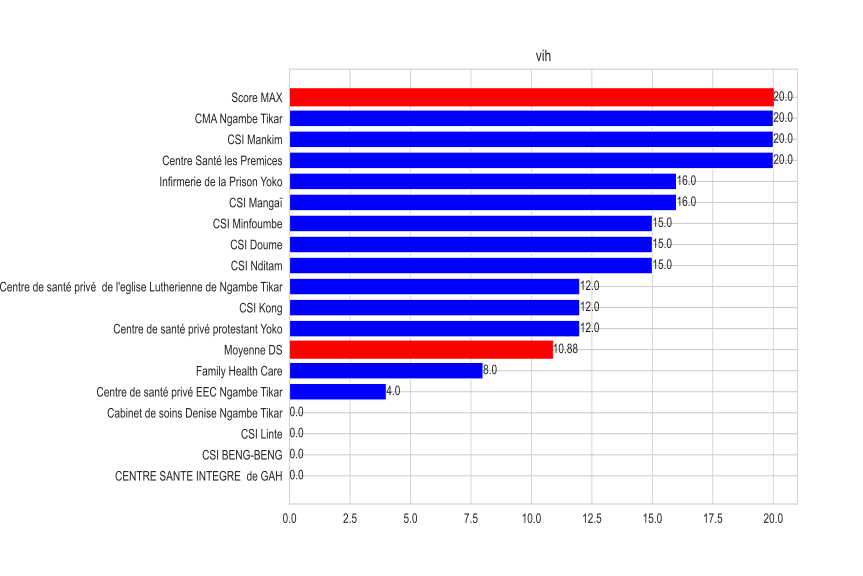 vih
Score MAX 20.0
CMA Ngambe Tikar 20.0
CSI Mankim 20.0
Centre Santé les Premices 20.0
Infirmerie de la Prison Yoko 16.0
CSI Mangaï 16.0
CSI Minfoumbe 15.0
CSI Doume 15.0
CSI Nditam 15.0
Centre de santé privé  de l'eglise Lutherienne de Ngambe Tikar 12.0
CSI Kong 12.0
Centre de santé privé protestant Yoko 12.0
Moyenne DS 10.88
Family Health Care 8.0
Centre de santé privé EEC Ngambe Tikar 4.0
Cabinet de soins Denise Ngambe Tikar 0.0
CSI Linte 0.0
CSI BENG-BENG 0.0
CENTRE SANTE INTEGRE  de GAH 0.0
0.0 2.5 5.0 7.5 10.0 12.5 15.0 17.5 20.0